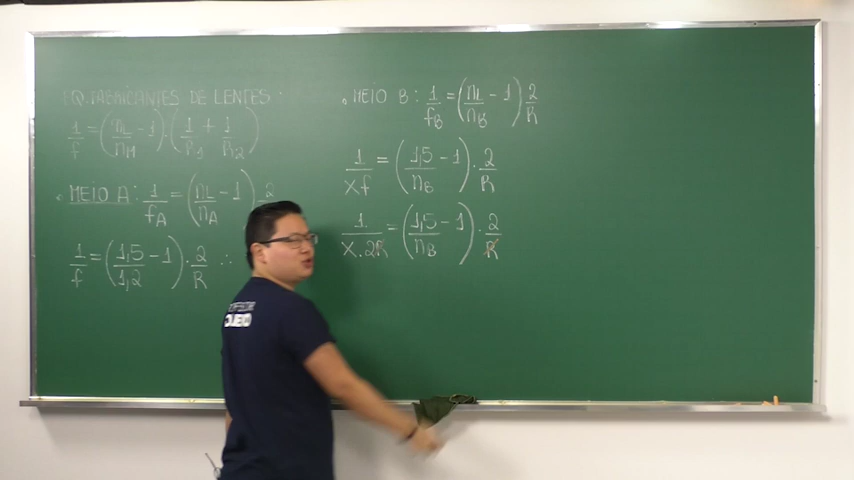 EQ. FABRICANTES DE LENTES
1/f = (nL/nM - 1) . (1/R1 + 1/R2)
• MEIO A: 1/fA = (nL/nA - 1) 2
1/f = (1,5/1,2 - 1) . 2/R ∴
• MEIO B: 1/fB = (nL/nB - 1) 2/R
1/Xf = (1,5/nB - 1) . 2/R
1/X.2R = (1,5/nB - 1) . 2/R